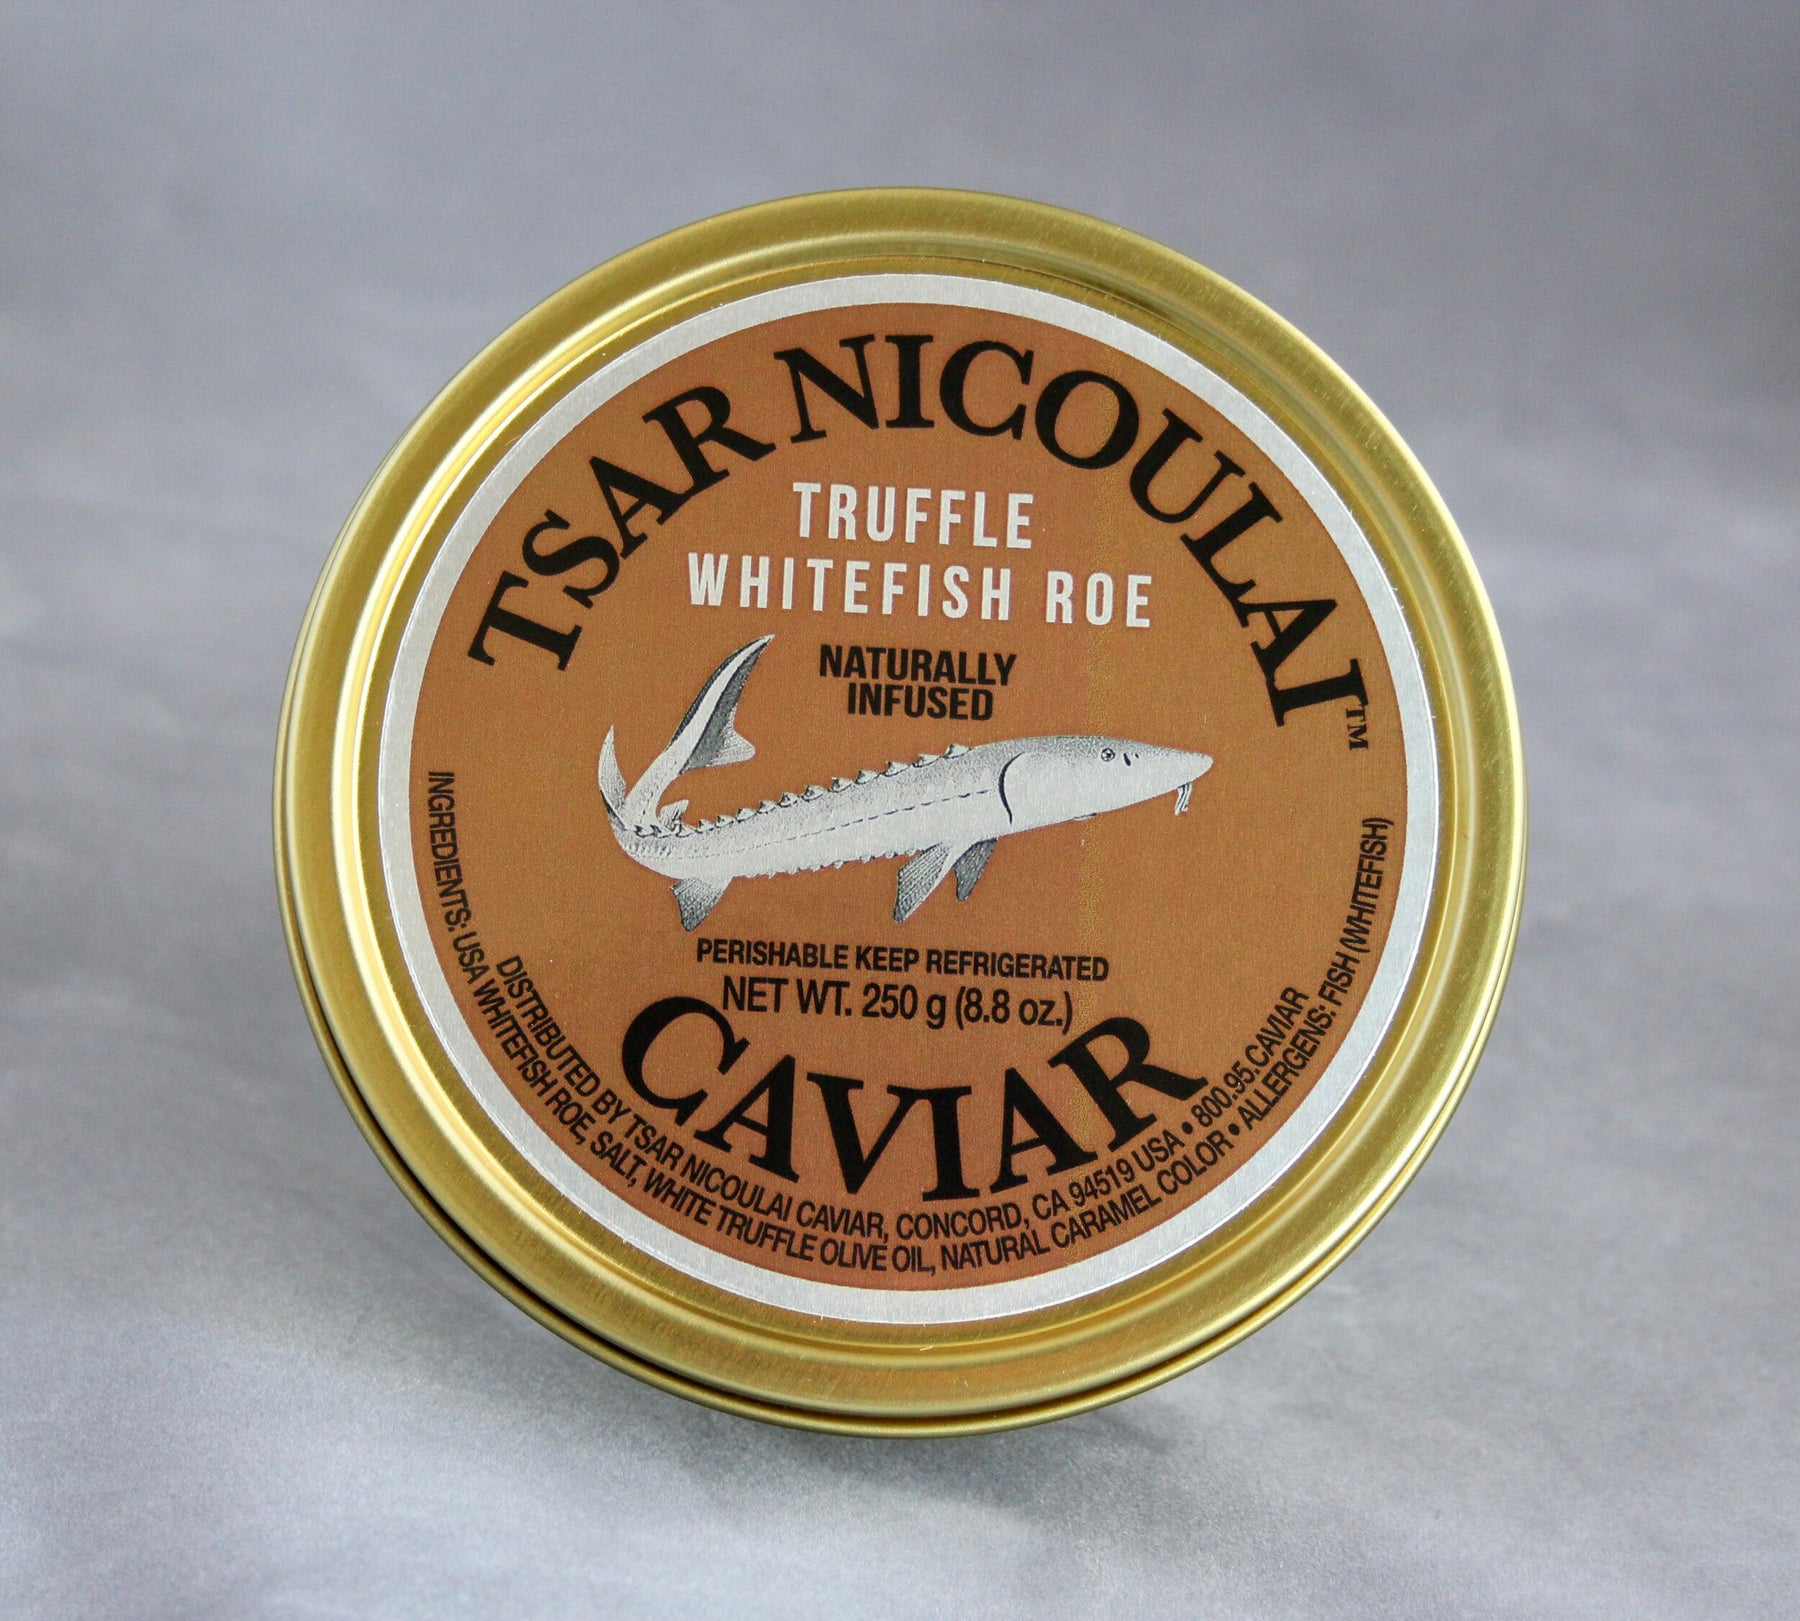 TSAR NICOULAI™
TRUFFLE
WHITEFISH ROE
NATURALLY
INFUSED
PERISHABLE KEEP REFRIGERATED
NET WT. 250 g (8.8 oz.)
CAVIAR
DISTRIBUTED BY TSAR NICOULAI CAVIAR, CONCORD, CA 94519 USA • 800.95.CAVIAR
INGREDIENTS: USA WHITEFISH ROE, SALT, WHITE TRUFFLE OLIVE OIL, NATURAL CARAMEL COLOR • ALLERGENS: FISH (WHITEFISH)